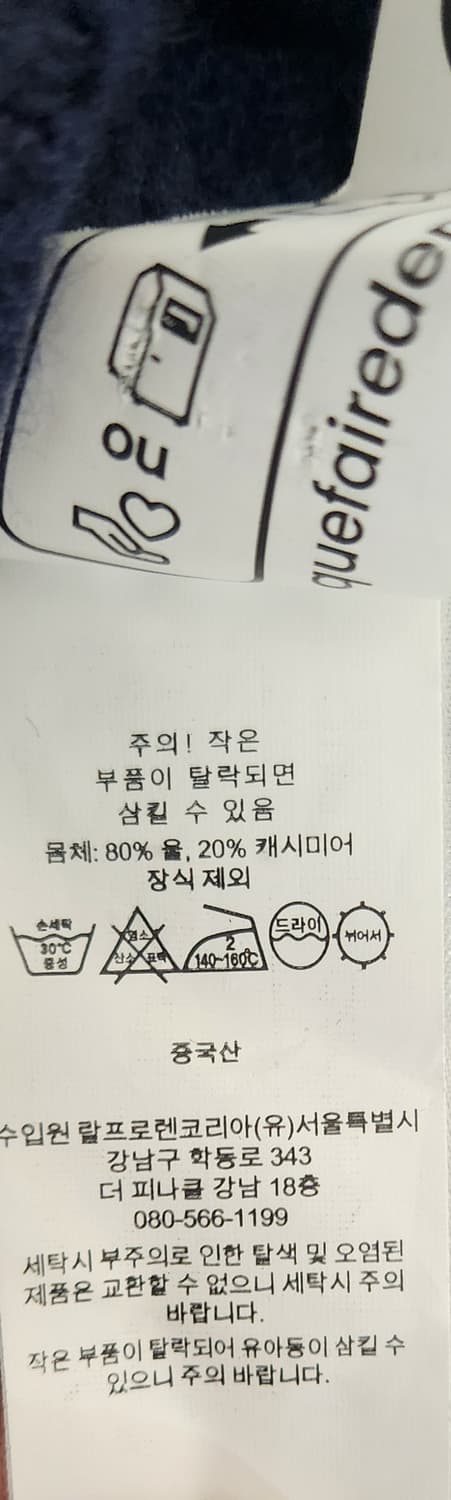 OU
quefairede
주의! 작은
부품이 탈락되면
삼킬 수 있음
몸체: 80% 울, 20% 캐시미어
장식 제외
손세탁
30℃
중성
염소
산소 표백
2
140~160℃
드라이
뉘어서
중국산
수입원 랄프로렌코리아(유)서울특별시
강남구 학동로 343
더 피나클 강남 18층
080-566-1199
세탁시 부주의로 인한 탈색 및 오염된
제품은 교환할 수 없으니 세탁시 주의
바랍니다.
작은 부품이 탈락되어 유아동이 삼킬 수
있으니 주의 바랍니다.